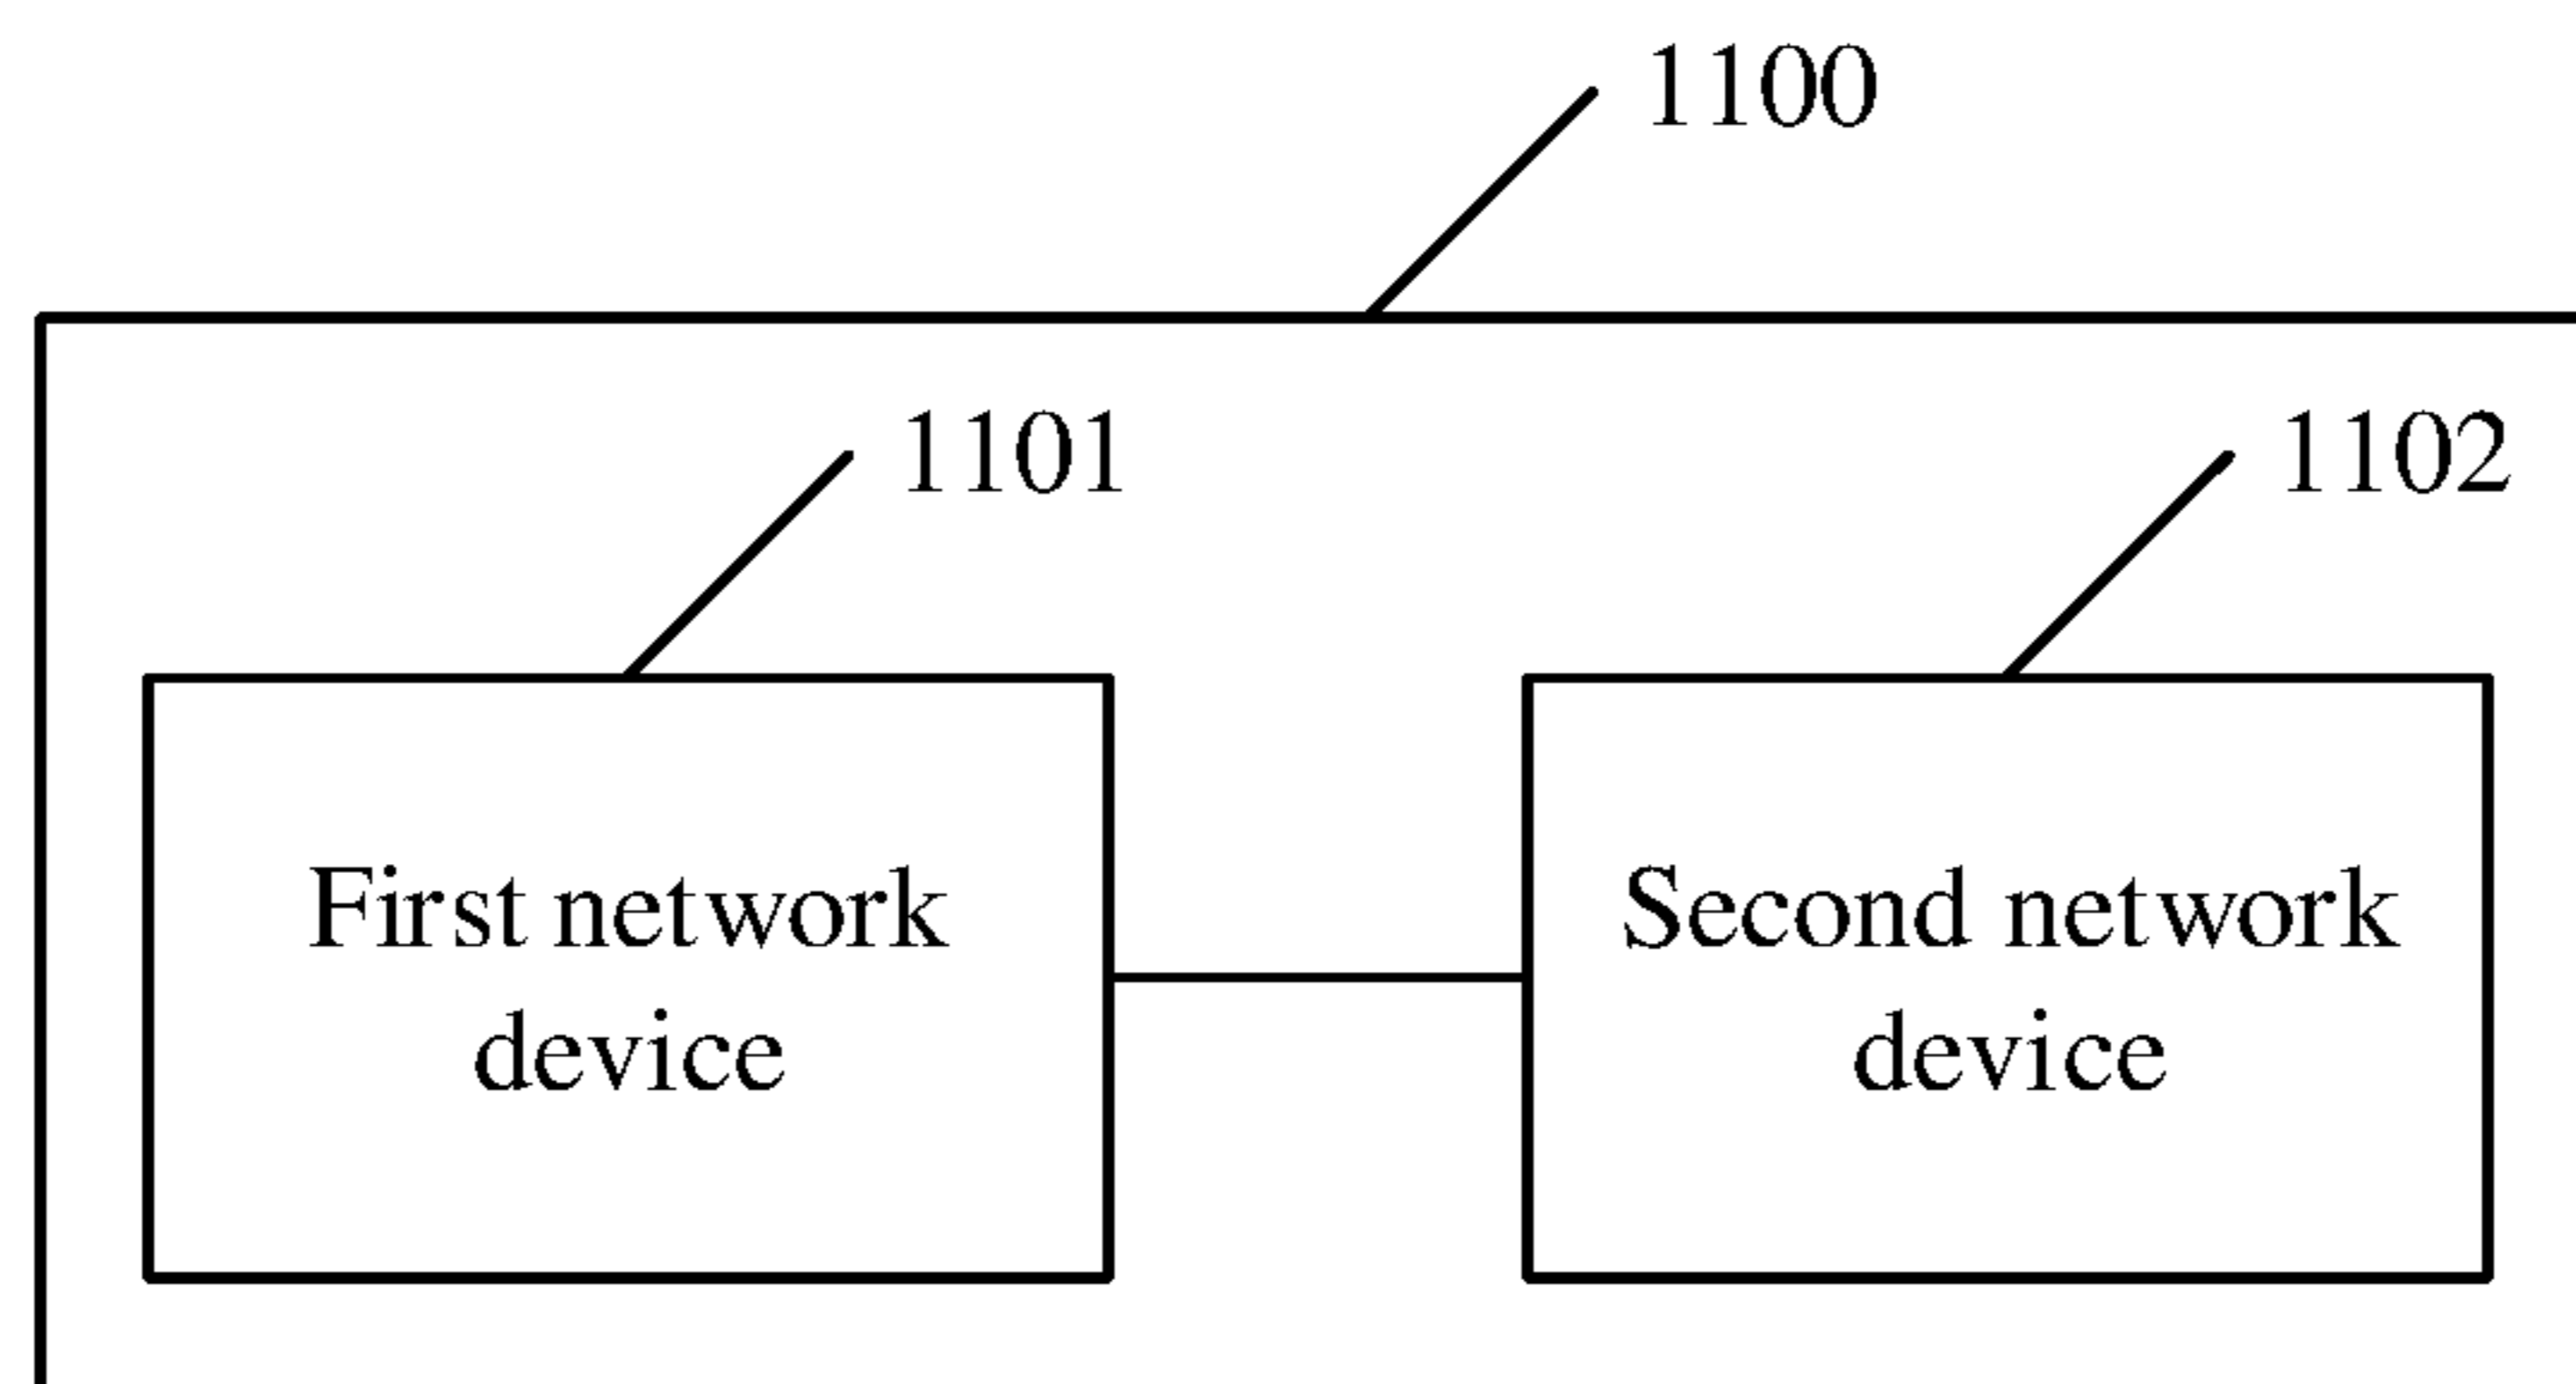 1100
1101
1102
First network
device
Second network
device